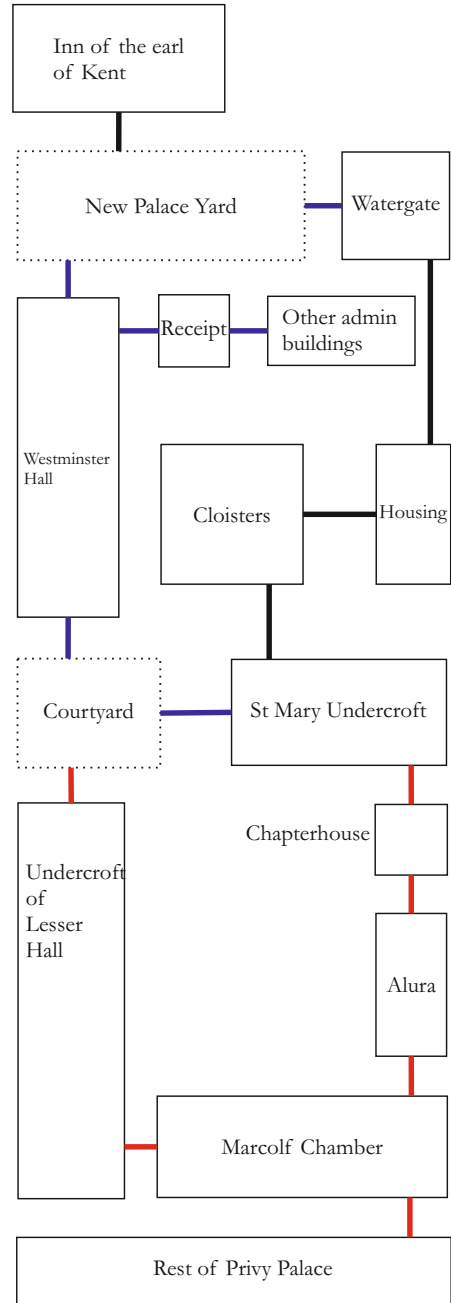 Inn of the earl
of Kent
New Palace Yard
Watergate
Receipt
Other admin
buildings
Westminster
Hall
Cloisters
Housing
Courtyard
St Mary Undercroft
Chapterhouse
Undercroft
of
Lesser
Hall
Alura
Marcolf Chamber
Rest of Privy Palace